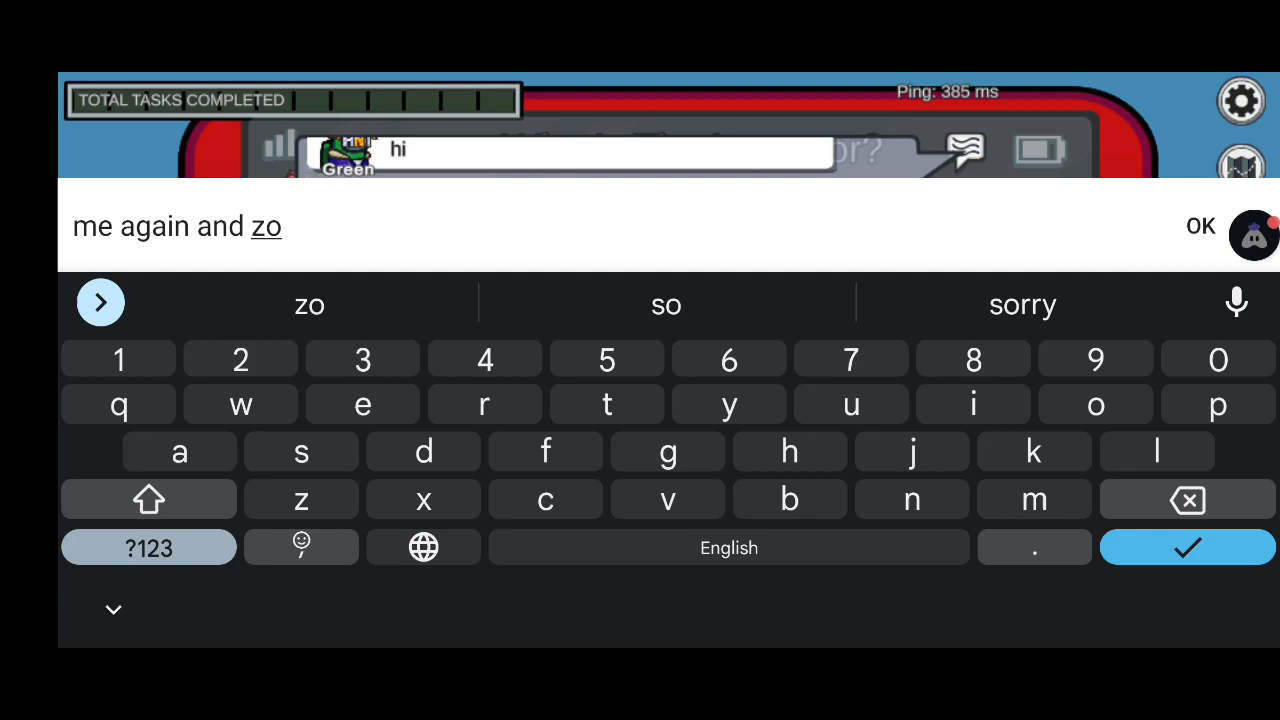 TOTAL TASKS COMPLETED
Ping: 385 ms
or?
hi
Green
me again and zo
OK
zo so sorry
1 2 3 4 5 6 7 8 9 0
q w e r t y u i o p
a s d f g h j k l
z x c v b n m
?123 , English .